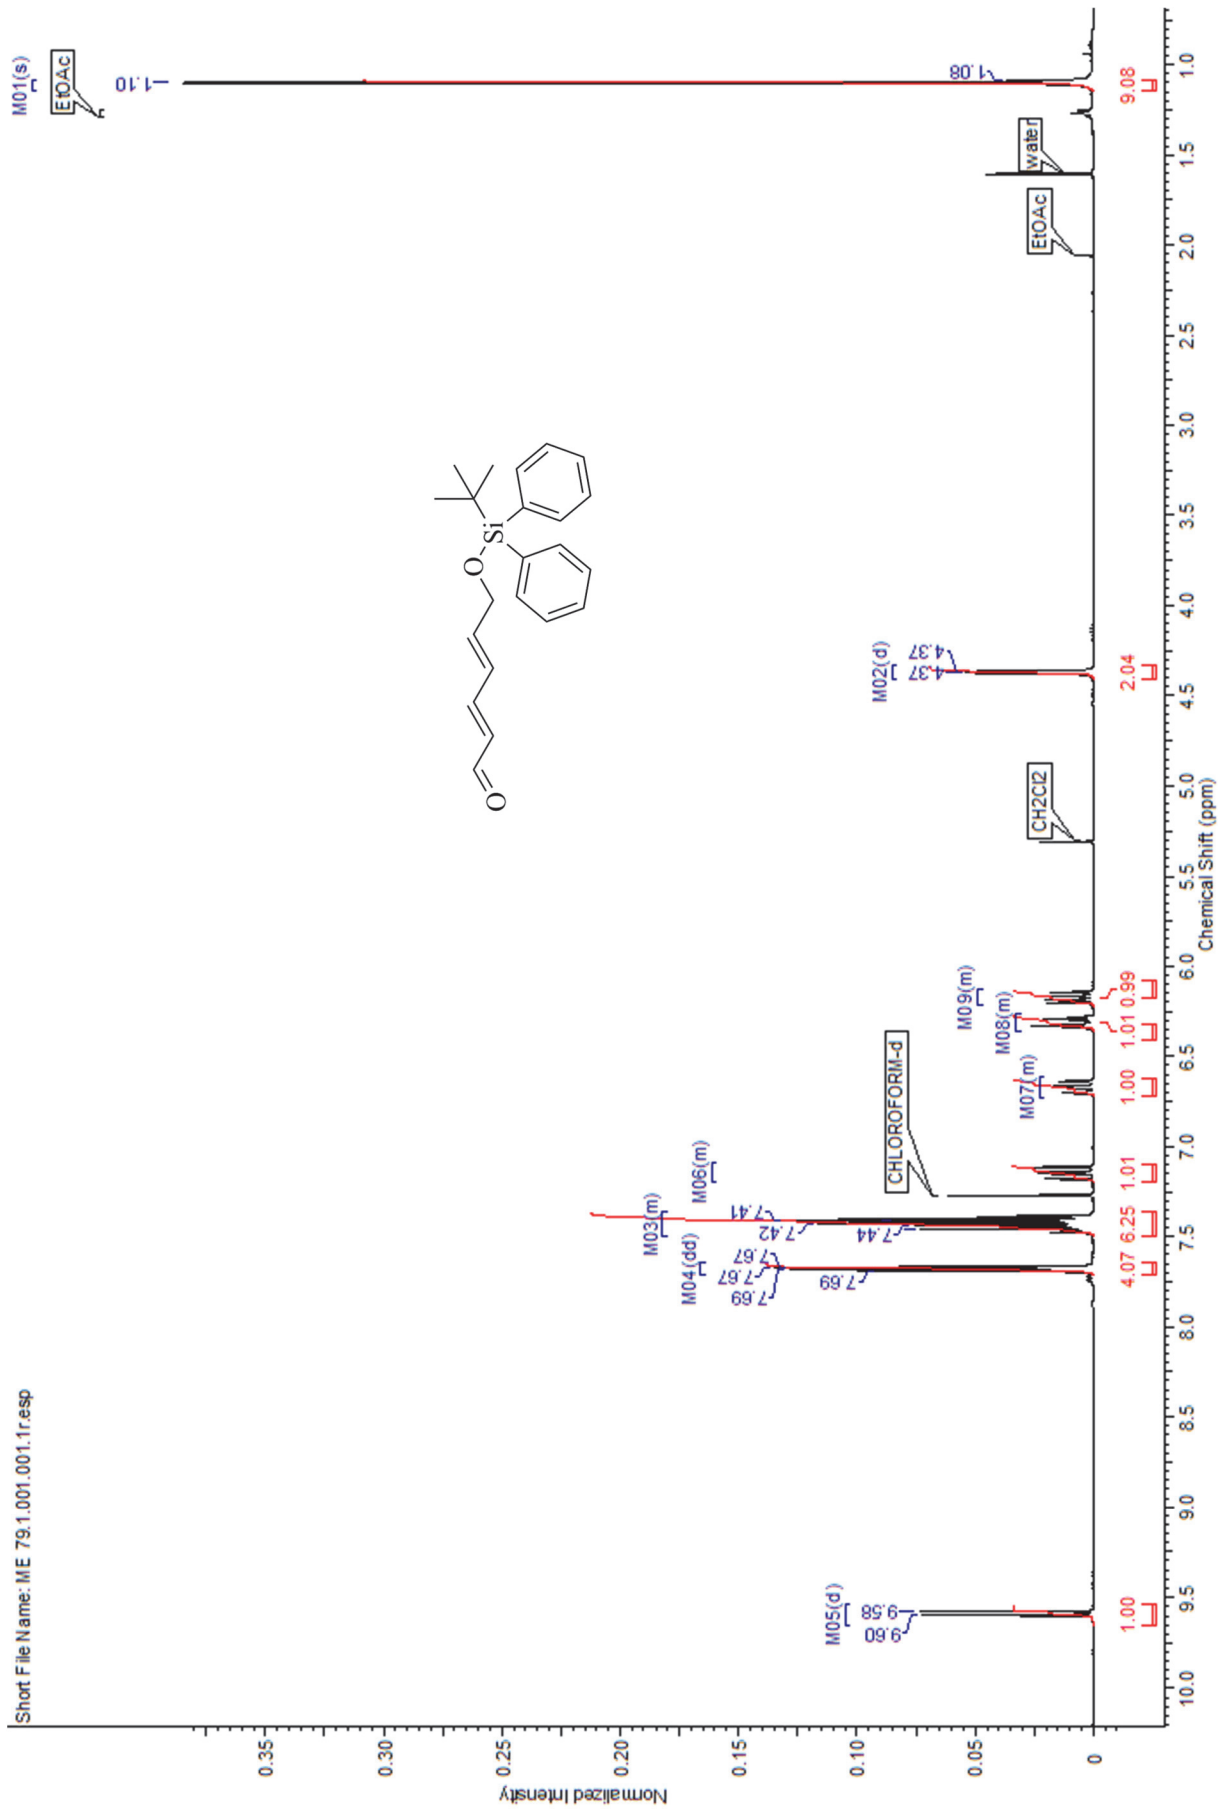 Short File Name: ME 79.1.001.001.1r.esp
M01(s)
EtOAc
1.10
1.08
water
EtOAc
M02(d)
4.37
4.37
CH2Cl2
M09(m)
M08(m)
M07(m)
CHLOROFORM-d
M06(m)
M03(m)
7.41
7.42
7.44
M04(dd)
7.67
7.67
7.69
7.69
M05(d)
9.58
9.60
O
O
Si
Normalized Intensity
0.35
0.30
0.25
0.20
0.15
0.10
0.05
0
1.00
4.07
6.25
1.01
1.00
1.01
0.99
2.04
9.08
10.0
9.5
9.0
8.5
8.0
7.5
7.0
6.5
6.0
5.5
5.0
4.5
4.0
3.5
3.0
2.5
2.0
1.5
1.0
Chemical Shift (ppm)